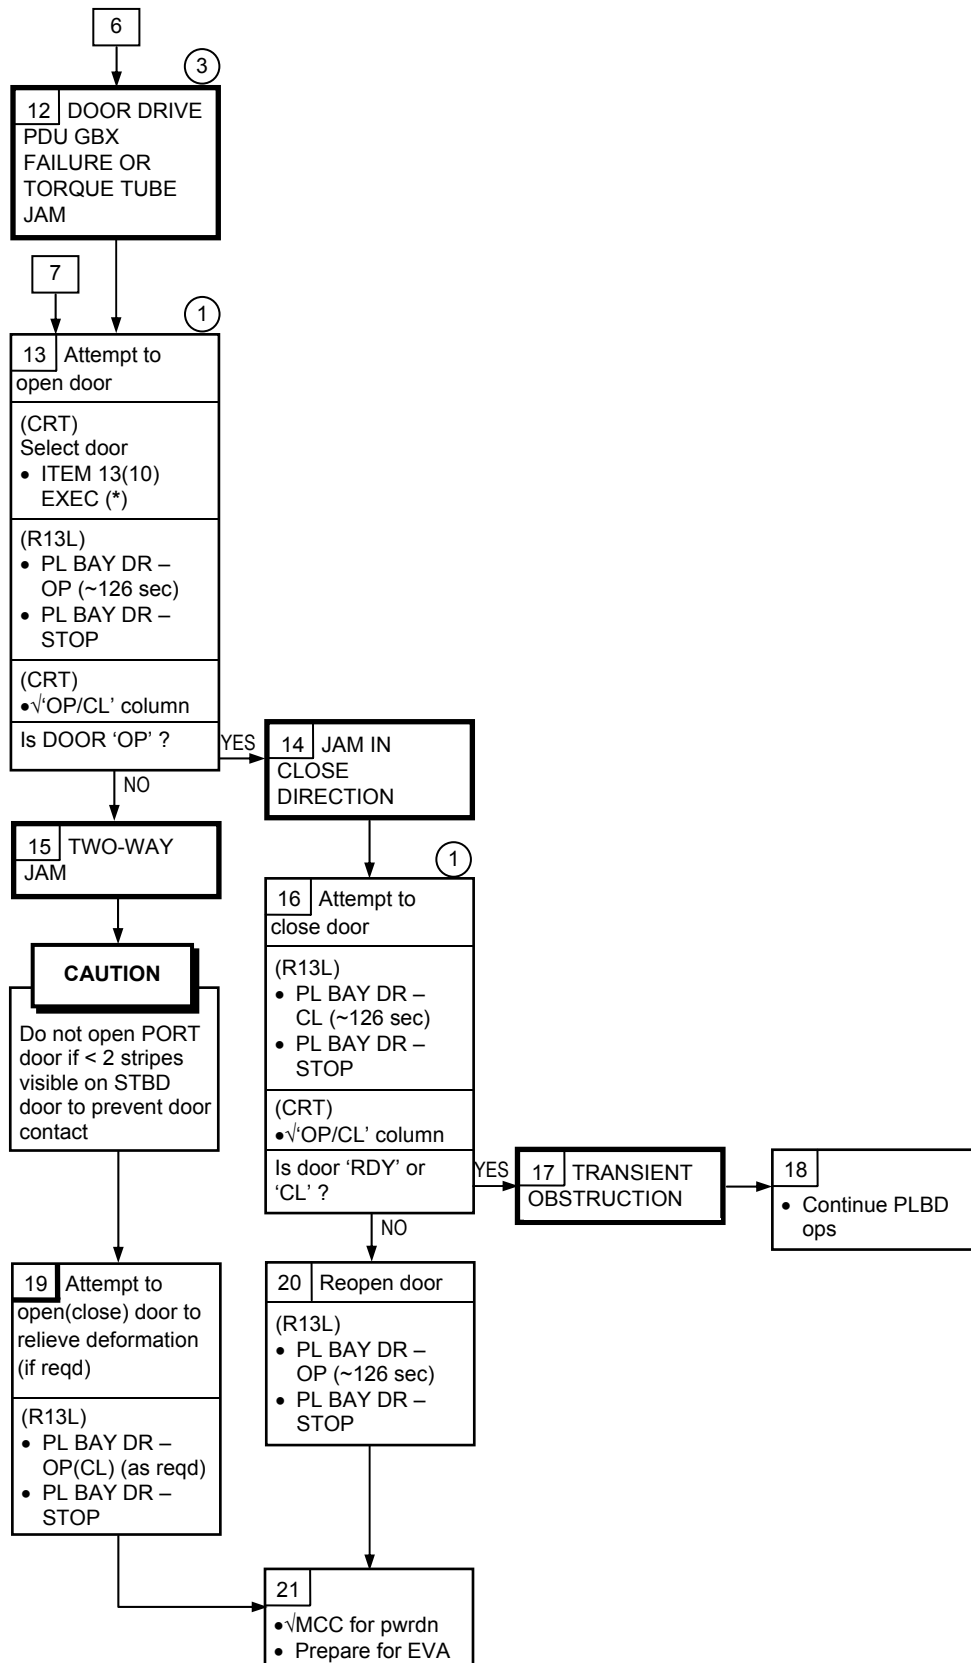 6
3
12 DOOR DRIVE
PDU GBX
FAILURE OR
TORQUE TUBE
JAM
7
1
13 Attempt to
open door
(CRT)
Select door
• ITEM 13(10)
EXEC (*)
(R13L)
• PL BAY DR –
OP (~126 sec)
• PL BAY DR –
STOP
(CRT)
•√‘OP/CL’ column
Is DOOR ‘OP’ ?
YES
NO
14 JAM IN
CLOSE
DIRECTION
15 TWO-WAY
JAM
CAUTION
Do not open PORT
door if < 2 stripes
visible on STBD
door to prevent door
contact
1
16 Attempt to
close door
(R13L)
• PL BAY DR –
CL (~126 sec)
• PL BAY DR –
STOP
(CRT)
•√‘OP/CL’ column
Is door ‘RDY’ or
‘CL’ ?
YES
NO
17 TRANSIENT
OBSTRUCTION
18
• Continue PLBD
ops
19 Attempt to
open(close) door to
relieve deformation
(if reqd)
(R13L)
• PL BAY DR –
OP(CL) (as reqd)
• PL BAY DR –
STOP
20 Reopen door
(R13L)
• PL BAY DR –
OP (~126 sec)
• PL BAY DR –
STOP
21
•√MCC for pwrdn
• Prepare for EVA